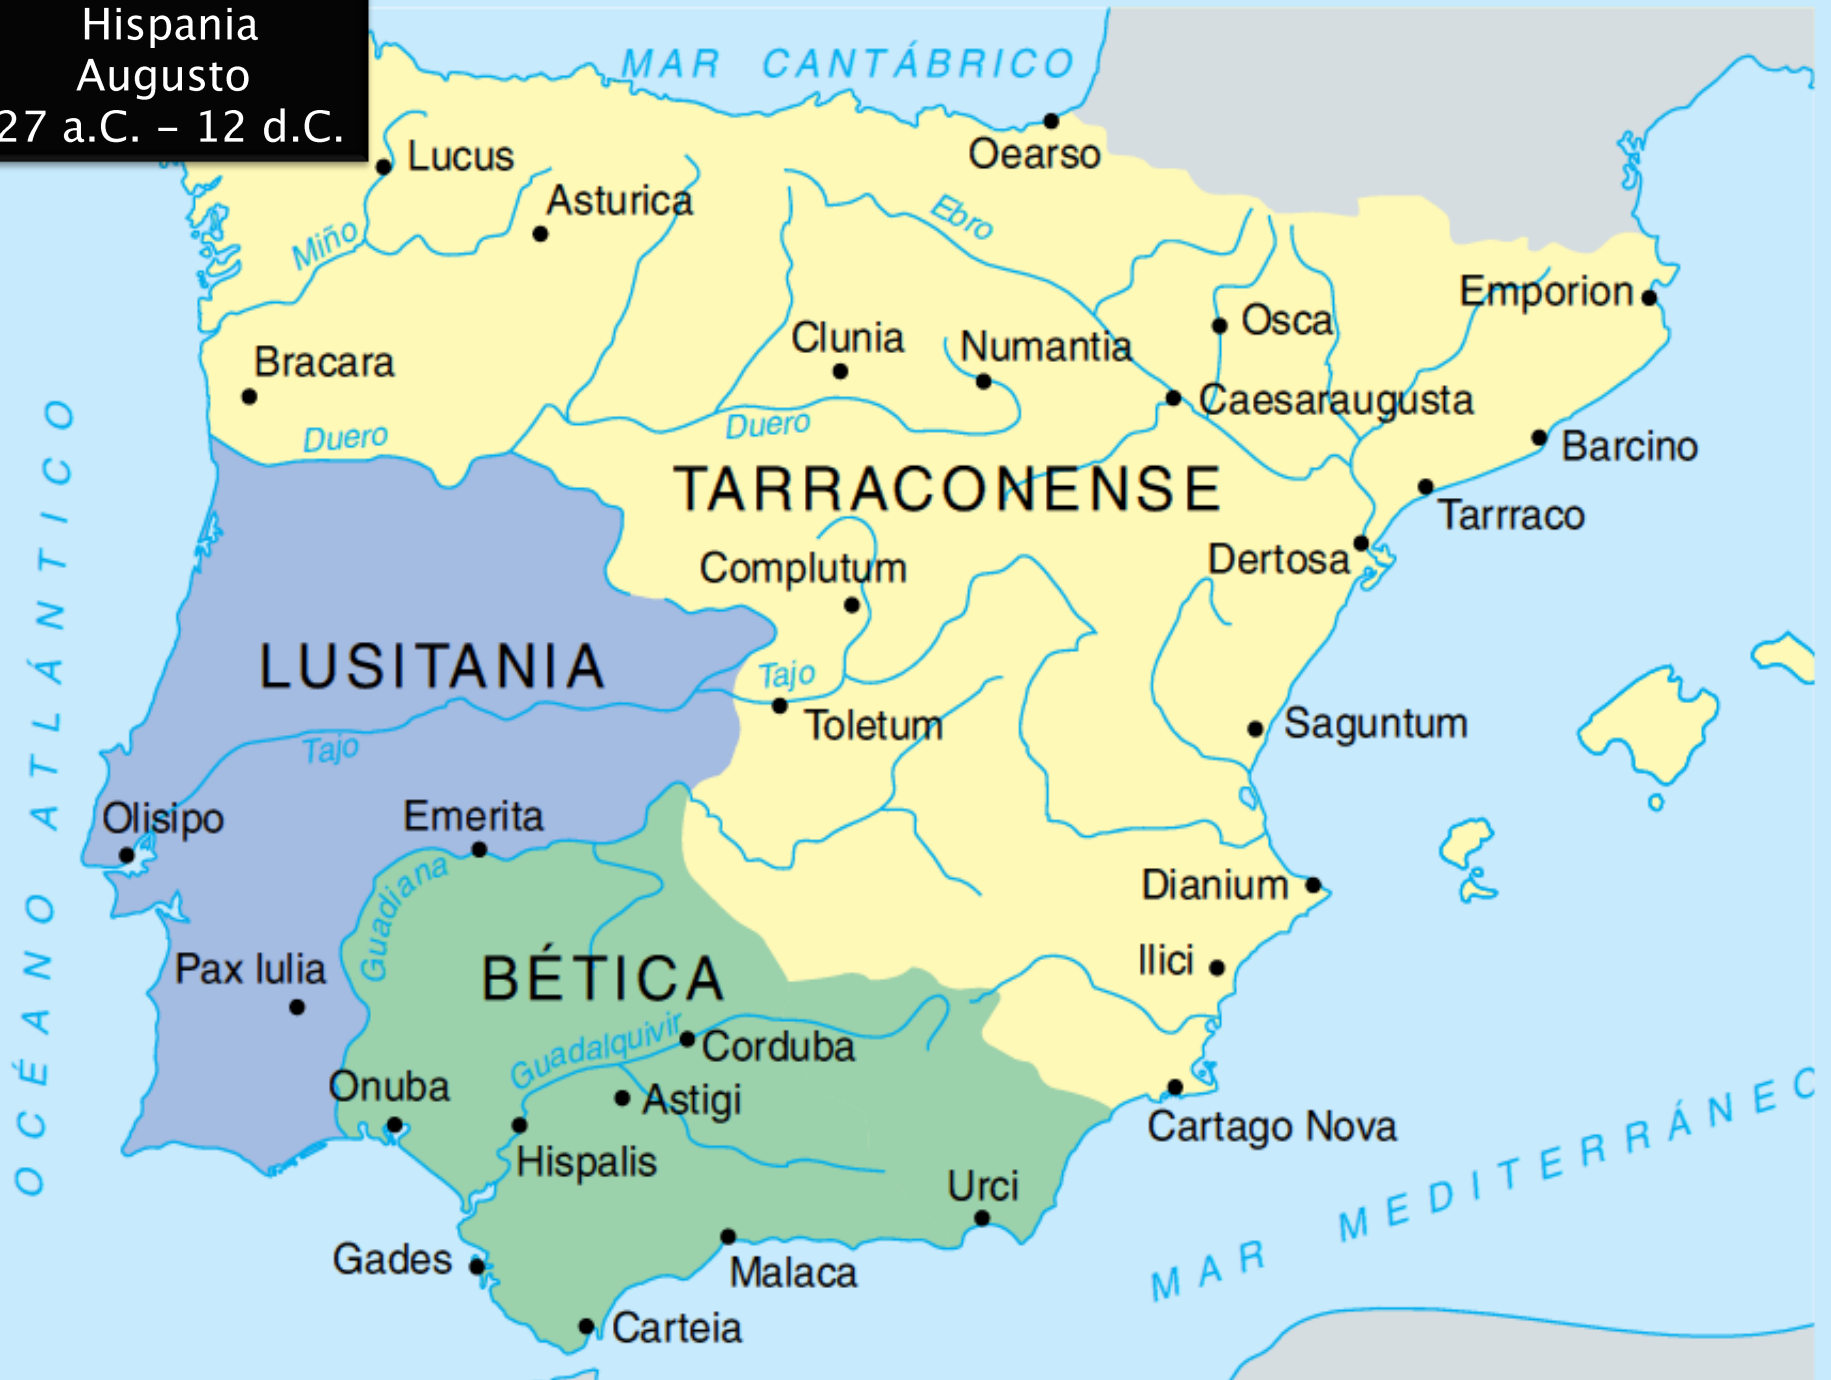 Hispania
Augusto
27 a.C. – 12 d.C.
MAR CANTÁBRICO
Oearso
Lucus
Asturica
Miño
Ebro
Emporion
Osca
Clunia
Numantia
Bracara
Caesaraugusta
Duero
Duero
Barcino
TARRACONENSE
Tarrraco
Dertosa
Complutum
LUSITANIA
Tajo
Toletum
Saguntum
Tajo
Olisipo
Emerita
Guadiana
Dianium
OCÉANO ATLÁNTICO
Pax Iulia
BÉTICA
Ilici
Guadalquivir
Corduba
Onuba
Astigi
Cartago Nova
Hispalis
Urci
MAR MEDITERRÁNEO
Gades
Malaca
Carteia